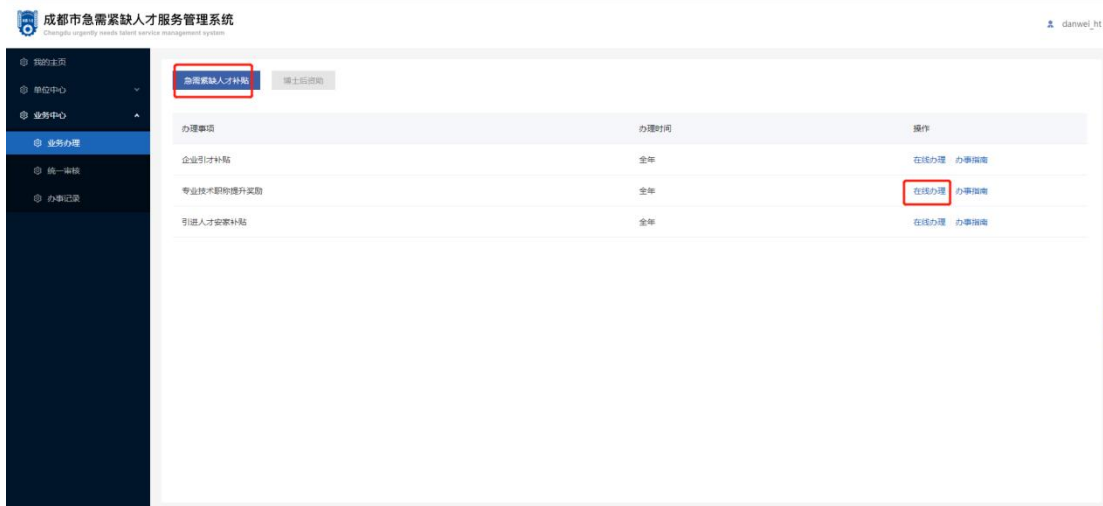 成都市急需紧缺人才服务管理系统
Chengdu urgently needs talent service management system
danwei_ht
我的主页
单位中心
业务中心
业务办理
统一审核
办事记录
急需紧缺人才补贴 博士后资助
办理事项 办理时间 操作
企业引才补贴 全年 在线办理 办事指南
专业技术职称提升奖励 全年 在线办理 办事指南
引进人才安家补贴 全年 在线办理 办事指南